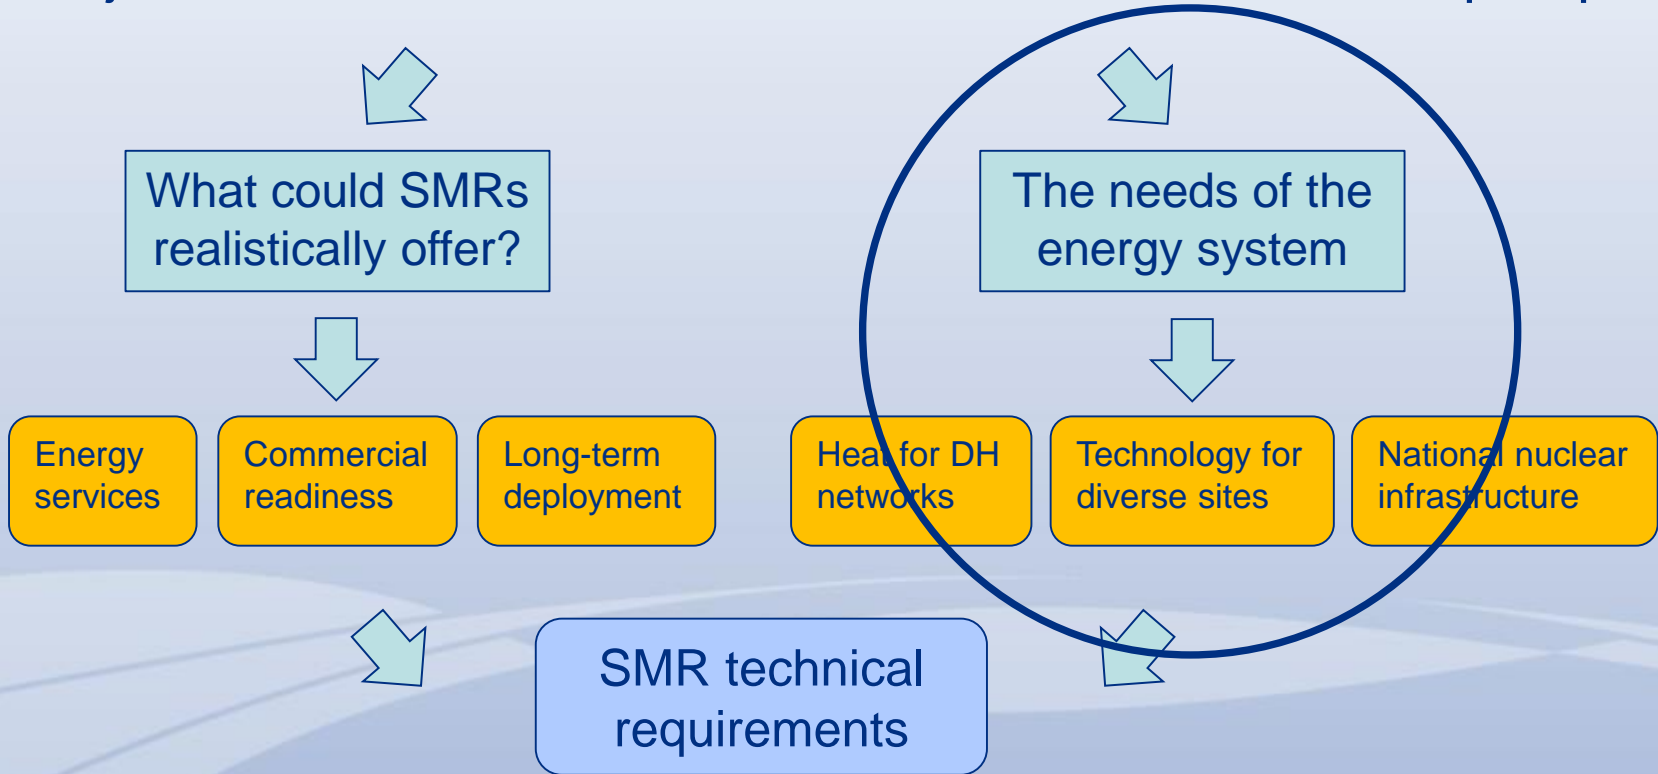 What could SMRs
realistically offer?
The needs of the
energy system
Energy
services
Commercial
readiness
Long-term
deployment
Heat for DH
networks
Technology for
diverse sites
National nuclear
infrastructure
SMR technical
requirements